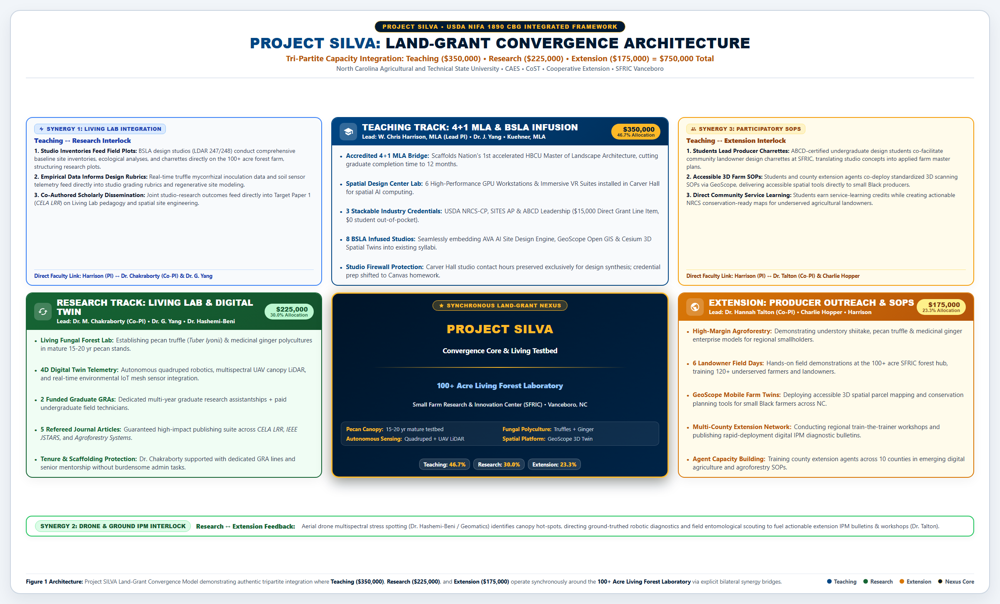 PROJECT SILVA • USDA NIFA 1890 CBG INTEGRATED FRAMEWORK
PROJECT SILVA: LAND-GRANT CONVERGENCE ARCHITECTURE
Tri-Partite Capacity Integration: Teaching ($350,000) • Research ($225,000) • Extension ($175,000) = $750,000 Total
North Carolina Agricultural and Technical State University • CAES • CoST • Cooperative Extension • SFRIC Vanceboro
SYNERGY 1: LIVING LAB INTEGRATION
Teaching ↔ Research Interlock
1. Studio Inventories Feed Field Plots: BSLA design studios (LDAR 247/248) conduct comprehensive
baseline site inventories, ecological analyses, and charrettes directly on the 100+ acre forest farm,
structuring research plots.
2. Empirical Data Informs Design Rubrics: Real-time truffle mycorrhizal inoculation data and soil sensor
telemetry feed directly into studio grading rubrics and regenerative site modeling.
3. Co-Authored Scholarly Dissemination: Joint studio-research outcomes feed directly into Target Paper 1
(CELA LRR) on Living Lab pedagogy and spatial site engineering.
Direct Faculty Link: Harrison (PI) ↔ Dr. Chakraborty (Co-PI) & Dr. G. Yang
TEACHING TRACK: 4+1 MLA & BSLA INFUSION
Lead: W. Chris Harrison, MLA (Lead PI) • Dr. J. Yang • Kuehner, MLA
$350,000
46.7% Allocation
• Accredited 4+1 MLA Bridge: Scaffolds Nation's 1st accelerated HBCU Master of Landscape Architecture, cutting
graduate completion time to 12 months.
• Spatial Design Center Lab: 6 High-Performance GPU Workstations & Immersive VR Suites installed in Carver Hall
for spatial AI computing.
• 3 Stackable Industry Credentials: USDA NRCS-CP, SITES AP & ABCD Leadership ($15,000 Direct Grant Line Item,
$0 student out-of-pocket).
• 8 BSLA Infused Studios: Seamlessly embedding AVA AI Site Design Engine, GeoScope Open GIS & Cesium 3D
Spatial Twins into existing syllabi.
• Studio Firewall Protection: Carver Hall studio contact hours preserved exclusively for design synthesis; credential
prep shifted to Canvas homework.
SYNERGY 3: PARTICIPATORY SOPS
Teaching ↔ Extension Interlock
1. Students Lead Producer Charrettes: ABCD-certified undergraduate design students co-facilitate
community landowner design charrettes at SFRIC, translating studio concepts into applied farm master
plans.
2. Accessible 3D Farm SOPs: Students and county extension agents co-deploy standardized 3D scanning
SOPs via GeoScope, delivering accessible spatial tools directly to small Black producers.
3. Direct Community Service Learning: Students earn service-learning credits while creating actionable
NRCS conservation-ready maps for underserved agricultural landowners.
Direct Faculty Link: Harrison (PI) ↔ Dr. Talton (Co-PI) & Charlie Hopper
RESEARCH TRACK: LIVING LAB & DIGITAL
TWIN
Lead: Dr. M. Chakraborty (Co-PI) • Dr. G. Yang • Dr. Hashemi-Beni
$225,000
30.0% Allocation
• Living Fungal Forest Lab: Establishing pecan truffle (Tuber lyonii) & medicinal ginger polycultures
in mature 15-20 yr pecan stands.
• 4D Digital Twin Telemetry: Autonomous quadruped robotics, multispectral UAV canopy LiDAR,
and real-time environmental IoT mesh sensor integration.
• 2 Funded Graduate GRAs: Dedicated multi-year graduate research assistantships + paid
undergraduate field technicians.
• 5 Refereed Journal Articles: Guaranteed high-impact publishing suite across CELA LRR, IEEE
JSTARS, and Agroforestry Systems.
• Tenure & Scaffolding Protection: Dr. Chakraborty supported with dedicated GRA lines and
senior mentorship without burdensome admin tasks.
★ SYNCHRONOUS LAND-GRANT NEXUS
PROJECT SILVA
Convergence Core & Living Testbed
100+ Acre Living Forest Laboratory
Small Farm Research & Innovation Center (SFRIC) • Vanceboro, NC
Pecan Canopy: 15-20 yr mature testbed
Fungal Polyculture: Truffles + Ginger
Autonomous Sensing: Quadruped + UAV LiDAR
Spatial Platform: GeoScope 3D Twin
Teaching: 46.7%
Research: 30.0%
Extension: 23.3%
EXTENSION: PRODUCER OUTREACH & SOPS
Lead: Dr. Hannah Talton (Co-PI) • Charlie Hopper • Harrison
$175,000
23.3% Allocation
• High-Margin Agroforestry: Demonstrating understory shiitake, pecan truffle & medicinal ginger
enterprise models for regional smallholders.
• 6 Landowner Field Days: Hands-on field demonstrations at the 100+ acre SFRIC forest hub,
training 120+ underserved farmers and landowners.
• GeoScope Mobile Farm Twins: Deploying accessible 3D spatial parcel mapping and conservation
planning tools for small Black farmers across NC.
• Multi-County Extension Network: Conducting regional train-the-trainer workshops and
publishing rapid-deployment digital IPM diagnostic bulletins.
• Agent Capacity Building: Training county extension agents across 10 counties in emerging digital
agriculture and agroforestry SOPs.
SYNERGY 2: DRONE & GROUND IPM INTERLOCK
Research ↔ Extension Feedback: Aerial drone multispectral stress spotting (Dr. Hashemi-Beni / Geomatics) identifies canopy hot-spots, directing ground-truthed robotic diagnostics and field entomological scouting to fuel actionable extension IPM bulletins & workshops (Dr. Talton).
Figure 1 Architecture: Project SILVA Land-Grant Convergence Model demonstrating authentic tripartite integration where Teaching ($350,000), Research ($225,000), and Extension ($175,000) operate synchronously around the 100+ Acre Living Forest Laboratory via explicit bilateral synergy bridges.
Teaching
Research
Extension
Nexus Core